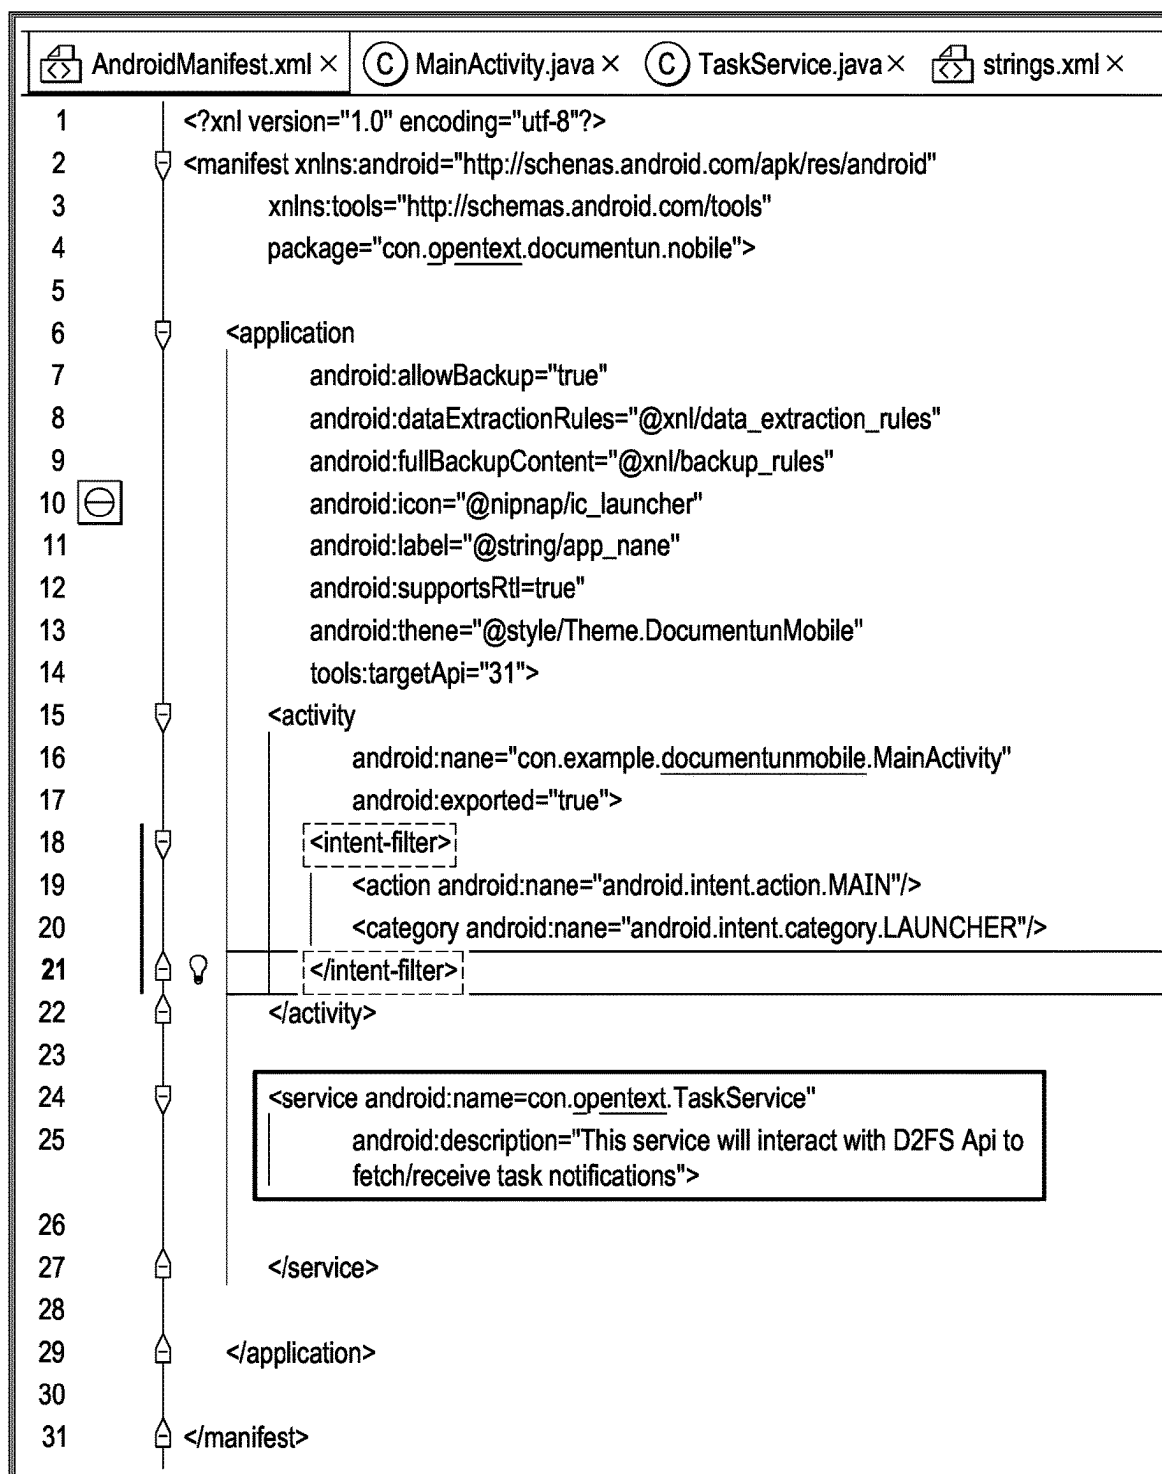 AndroidManifest.xml × C MainActivity.java × C TaskService.java × strings.xml ×
1 <?xnl version="1.0" encoding="utf-8"?>
2 <manifest xnlns:android="http://schenas.android.com/apk/res/android"
3 xnlns:tools="http://schemas.android.com/tools"
4 package="con.opentext.documentun.nobile">
5
6 <application
7 android:allowBackup="true"
8 android:dataExtractionRules="@xnl/data_extraction_rules"
9 android:fullBackupContent="@xnl/backup_rules"
10 android:icon="@nipnap/ic_launcher"
11 android:label="@string/app_nane"
12 android:supportsRtl=true"
13 android:thene="@style/Theme.DocumentunMobile"
14 tools:targetApi="31">
15 <activity
16 android:nane="con.example.documentunmobile.MainActivity"
17 android:exported="true">
18 <intent-filter>
19 <action android:nane="android.intent.action.MAIN"/>
20 <category android:nane="android.intent.category.LAUNCHER"/>
21 </intent-filter>
22 </activity>
23
24 <service android:name=con.opentext.TaskService"
25 android:description="This service will interact with D2FS Api to
fetch/receive task notifications">
26
27 </service>
28
29 </application>
30
31 </manifest>